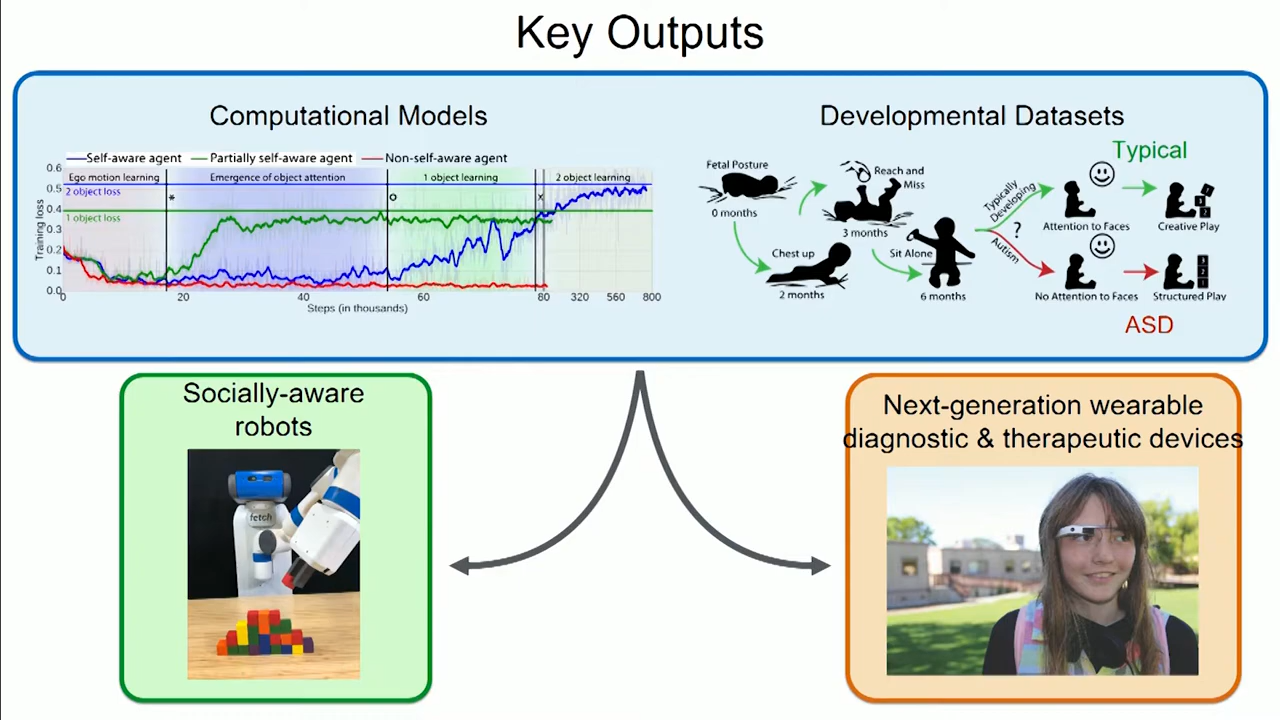 Key Outputs
Computational Models
Self-aware agent
Partially self-aware agent
Non-self-aware agent
Ego motion learning
Emergence of object attention
1 object learning
2 object learning
2 object loss
1 object loss
*
o
x
Training loss
0.6
0.5
0.4
0.3
0.2
0.1
0.0
0
20
40
60
80
320
560
800
Steps (in thousands)
Developmental Datasets
Typical
Fetal Posture
0 months
Chest up
2 months
Reach and
Miss
3 months
Sit Alone
6 months
Typically
Developing
?
Autism
Attention to Faces
Creative Play
No Attention to Faces
Structured Play
ASD
Socially-aware
robots
fetch
Next-generation wearable
diagnostic & therapeutic devices